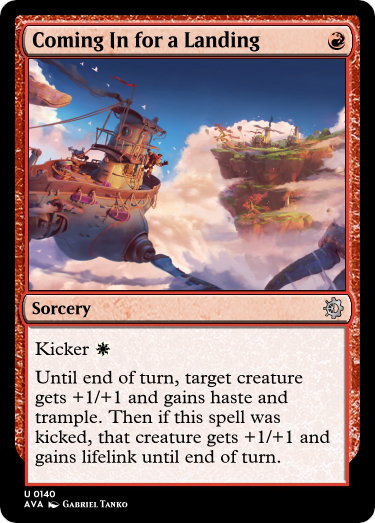 Coming In for a Landing
Sorcery
Kicker
Until end of turn, target creature
gets +1/+1 and gains haste and
trample. Then if this spell was
kicked, that creature gets +1/+1 and
gains lifelink until end of turn.
U 0140
AVA Gabriel Tanko